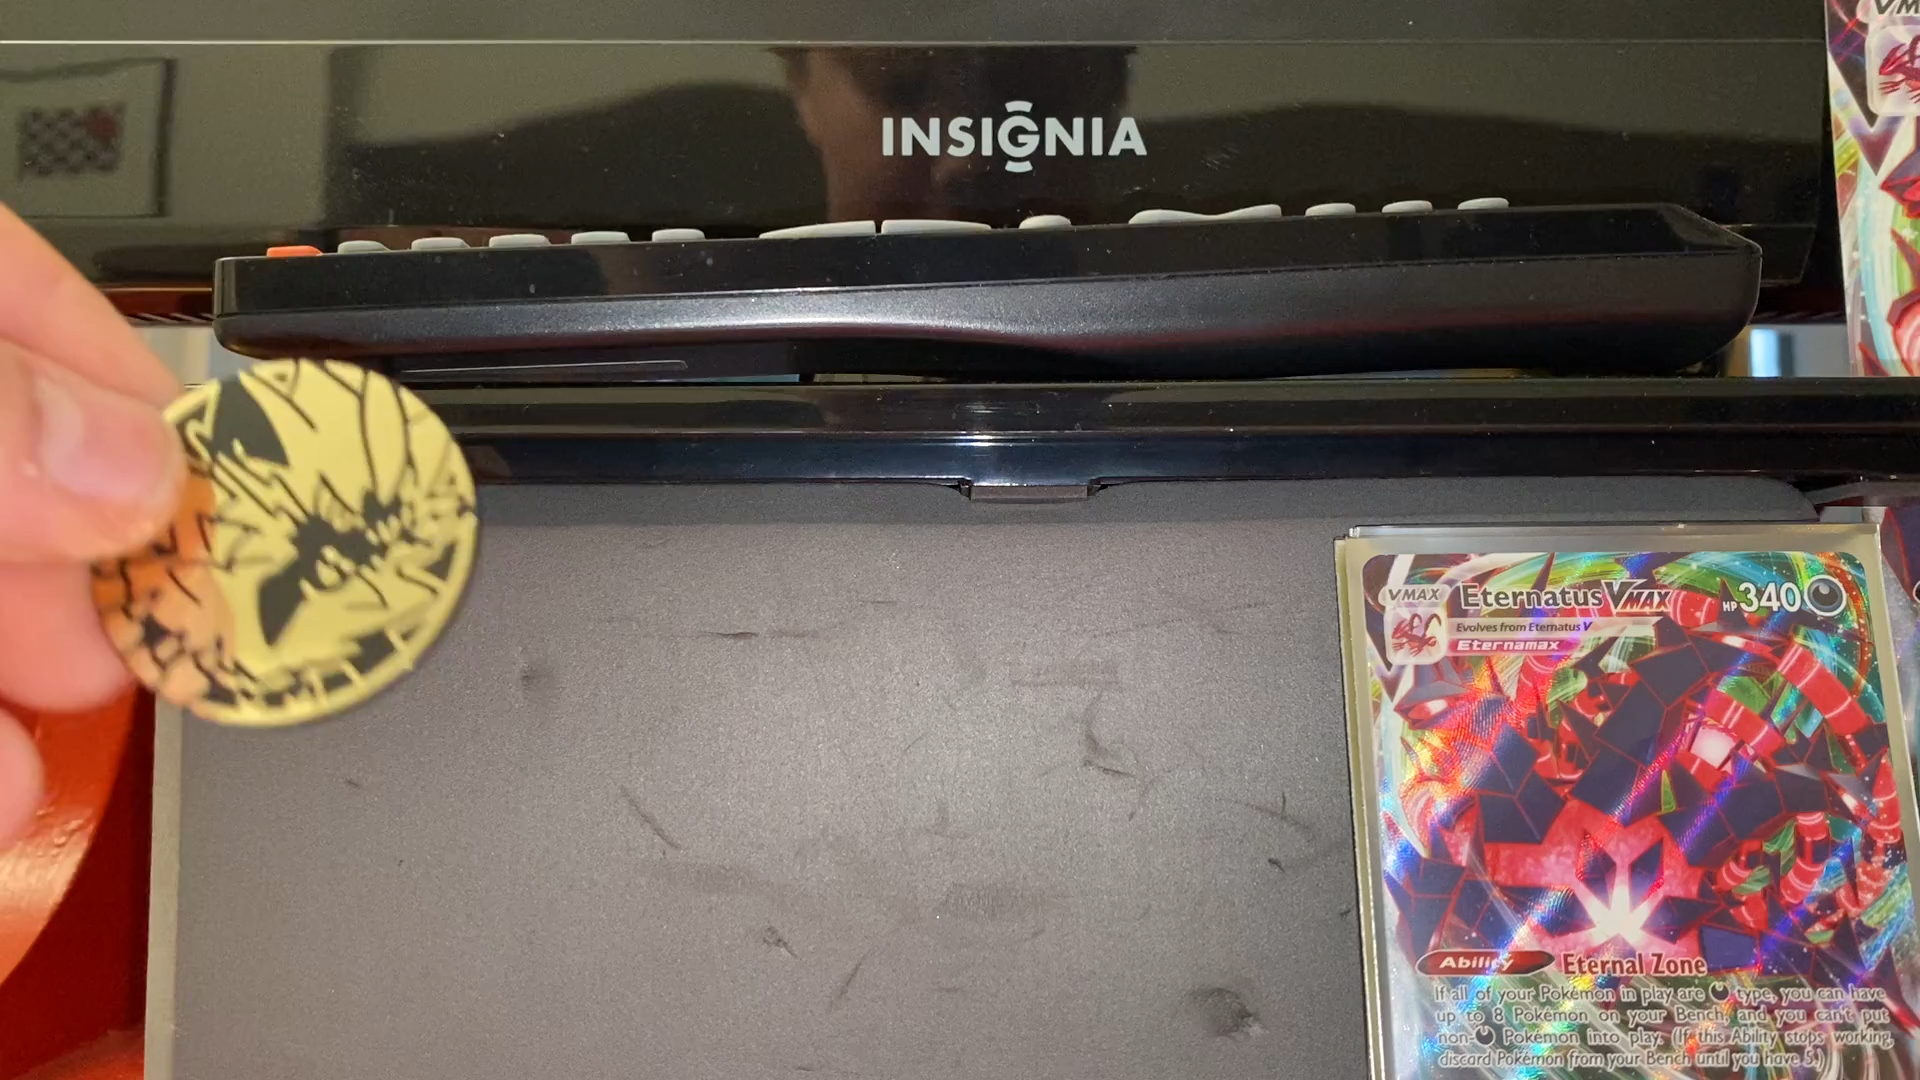 INSIGNIA
VMAX Eternatus VMAX HP 340
Evolves from Eternatus V
Eternamax
Ability Eternal Zone
If all of your Pokémon in play are type, you can have
up to 8 Pokémon on your Bench, and you can't put
non- Pokémon into play. (If this Ability stops working,
discard Pokémon from your Bench until you have 5.)